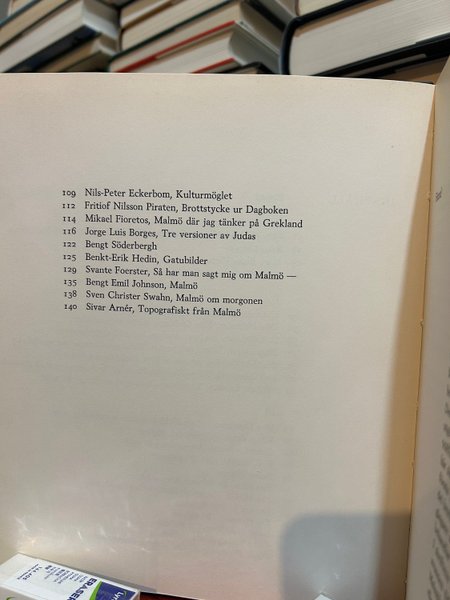 109 Nils-Peter Eckerbom, Kulturmöglet
112 Fritiof Nilsson Piraten, Brottstycke ur Dagboken
114 Mikael Fioretos, Malmö där jag tänker på Grekland
116 Jorge Luis Borges, Tre versioner av Judas
122 Bengt Söderbergh
125 Benkt-Erik Hedin, Gatubilder
129 Svante Foerster, Så har man sagt mig om Malmö —
135 Bengt Emil Johnson, Malmö
138 Sven Christer Swahn, Malmö om morgonen
140 Sivar Arnér, Topografiskt från Malmö
ERASER